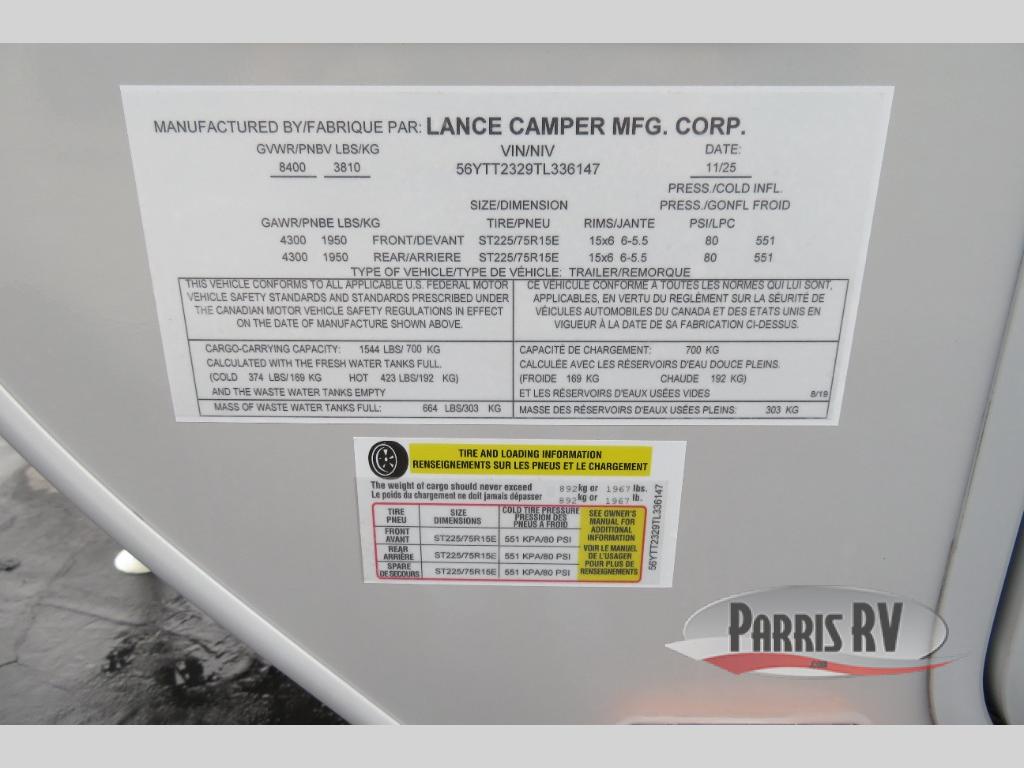 MANUFACTURED BY/FABRIQUE PAR: LANCE CAMPER MFG. CORP.
GVWR/PNBV LBS/KG VIN/NIV DATE:
8400 3810 56YTT2329TL336147 11/25
PRESS./COLD INFL.
SIZE/DIMENSION PRESS./GONFL FROID
GAWR/PNBE LBS/KG TIRE/PNEU RIMS/JANTE PSI/LPC
4300 1950 FRONT/DEVANT ST225/75R15E 15x6 6-5.5 80 551
4300 1950 REAR/ARRIERE ST225/75R15E 15x6 6-5.5 80 551
TYPE OF VEHICLE/TYPE DE VÉHICLE: TRAILER/REMORQUE
THIS VEHICLE CONFORMS TO ALL APPLICABLE U.S. FEDERAL MOTOR
VEHICLE SAFETY STANDARDS AND STANDARDS PRESCRIBED UNDER
THE CANADIAN MOTOR VEHICLE SAFETY REGULATIONS IN EFFECT
ON THE DATE OF MANUFACTURE SHOWN ABOVE.
CE VÉHICULE CONFORME À TOUTES LES NORMES QUI LUI SONT,
APPLICABLES, EN VERTU DU REGLËMENT SUR LA SÉURITÉ DE
VÉICULES AUTOMOBILES DU CANADA ET DES ETATS UNIS EN
VIGUEUR À LA DATE DE SA FABRICATION CI-DESSUS.
CARGO-CARRYING CAPACITY: 1544 LBS/ 700 KG
CALCULATED WITH THE FRESH WATER TANKS FULL.
(COLD 374 LBS/169 KG HOT 423 LBS/192 KG)
AND THE WASTE WATER TANKS EMPTY
CAPACITÉ DE CHARGEMENT: 700 KG
CALCULÉE AVEC LES RÉSERVOIRS D'EAU DOUCE PLEINS.
(FROIDE 169 KG CHAUDE 192 KG)
ET LES RÉSERVOIRS D'EAUX USÉES VIDES 8/19
MASS OF WASTE WATER TANKS FULL: 664 LBS/303 KG
MASSE DES RÉSERVOIRS D'EAUX USÉES PLEINS: 303 KG
TIRE AND LOADING INFORMATION
RENSEIGNEMENTS SUR LES PNEUS ET LE CHARGEMENT
The weight of cargo should never exceed 892 kg or 1967 lbs.
Le poids du chargement ne doit jamais dépasser 892 kg or 1967 lb.
TIRE SIZE COLD TIRE PRESSURE
PNEU DIMENSIONS PRESSION DES
PNEUS A FROID
FRONT
AVANT ST225/75R15E 551 KPA/80 PSI
REAR
ARRIÈRE ST225/75R15E 551 KPA/80 PSI
SPARE
DE SECOURS ST225/75R15E 551 KPA/80 PSI
SEE OWNER'S
MANUAL FOR
ADDITIONAL
INFORMATION
VOIR LE MANUEL
DE L'USAGER
POUR PLUS DE
RENSEIGNEMENTS
56YTT2329TL336147
PARRIS RV
.com